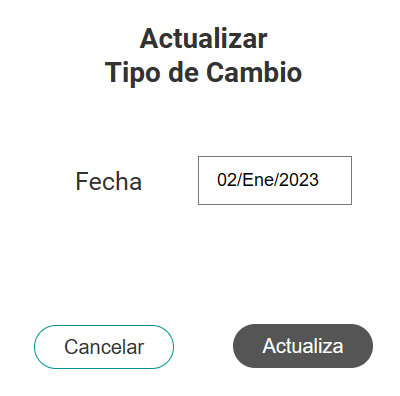 Actualizar
Tipo de Cambio
Fecha 02/Ene/2023
Cancelar Actualiza